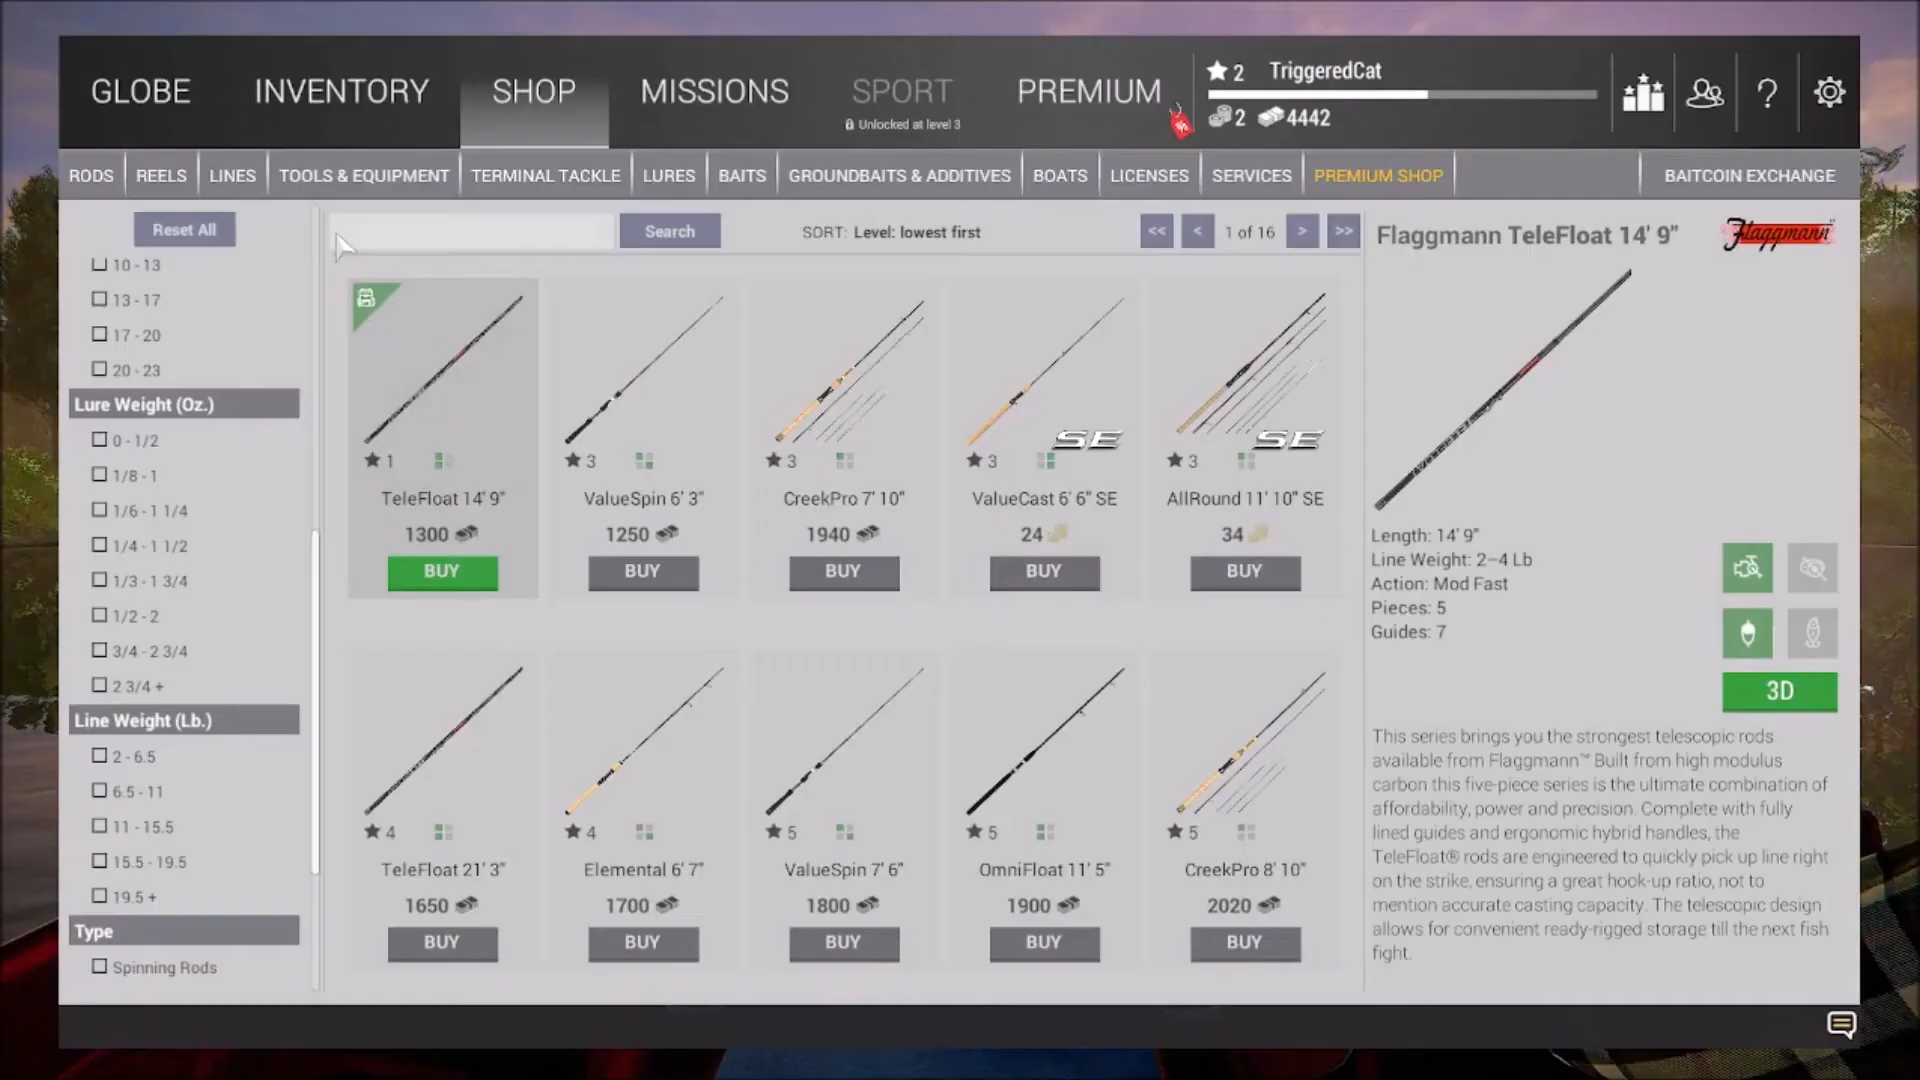 GLOBE
INVENTORY
SHOP
MISSIONS
SPORT
Unlocked at level 3
PREMIUM
2 TriggeredCat
2 4442
?
RODS
REELS
LINES
TOOLS & EQUIPMENT
TERMINAL TACKLE
LURES
BAITS
GROUNDBAITS & ADDITIVES
BOATS
LICENSES
SERVICES
PREMIUM SHOP
BAITCOIN EXCHANGE
Reset All
10 - 13
13 - 17
17 - 20
20 - 23
Lure Weight (Oz.)
0 - 1/2
1/8 - 1
1/6 - 1 1/4
1/4 - 1 1/2
1/3 - 1 3/4
1/2 - 2
3/4 - 2 3/4
2 3/4 +
Line Weight (Lb.)
2 - 6.5
6.5 - 11
11 - 15.5
15.5 - 19.5
19.5 +
Type
Spinning Rods
Search
SORT: Level: lowest first
<< < 1 of 16 > >>
1
TeleFloat 14' 9"
1300
BUY
3
ValueSpin 6' 3"
1250
BUY
3
CreekPro 7' 10"
1940
BUY
SE
3
ValueCast 6' 6" SE
24
BUY
SE
3
AllRound 11' 10" SE
34
BUY
4
TeleFloat 21' 3"
1650
BUY
4
Elemental 6' 7"
1700
BUY
5
ValueSpin 7' 6"
1800
BUY
5
OmniFloat 11' 5"
1900
BUY
5
CreekPro 8' 10"
2020
BUY
Flaggmann TeleFloat 14' 9"
Flaggmann
Length: 14' 9"
Line Weight: 2–4 Lb
Action: Mod Fast
Pieces: 5
Guides: 7
3D
This series brings you the strongest telescopic rods
available from Flaggmann™ Built from high modulus
carbon this five-piece series is the ultimate combination of
affordability, power and precision. Complete with fully
lined guides and ergonomic hybrid handles, the
TeleFloat® rods are engineered to quickly pick up line right
on the strike, ensuring a great hook-up ratio, not to
mention accurate casting capacity. The telescopic design
allows for convenient ready-rigged storage till the next fish
fight.